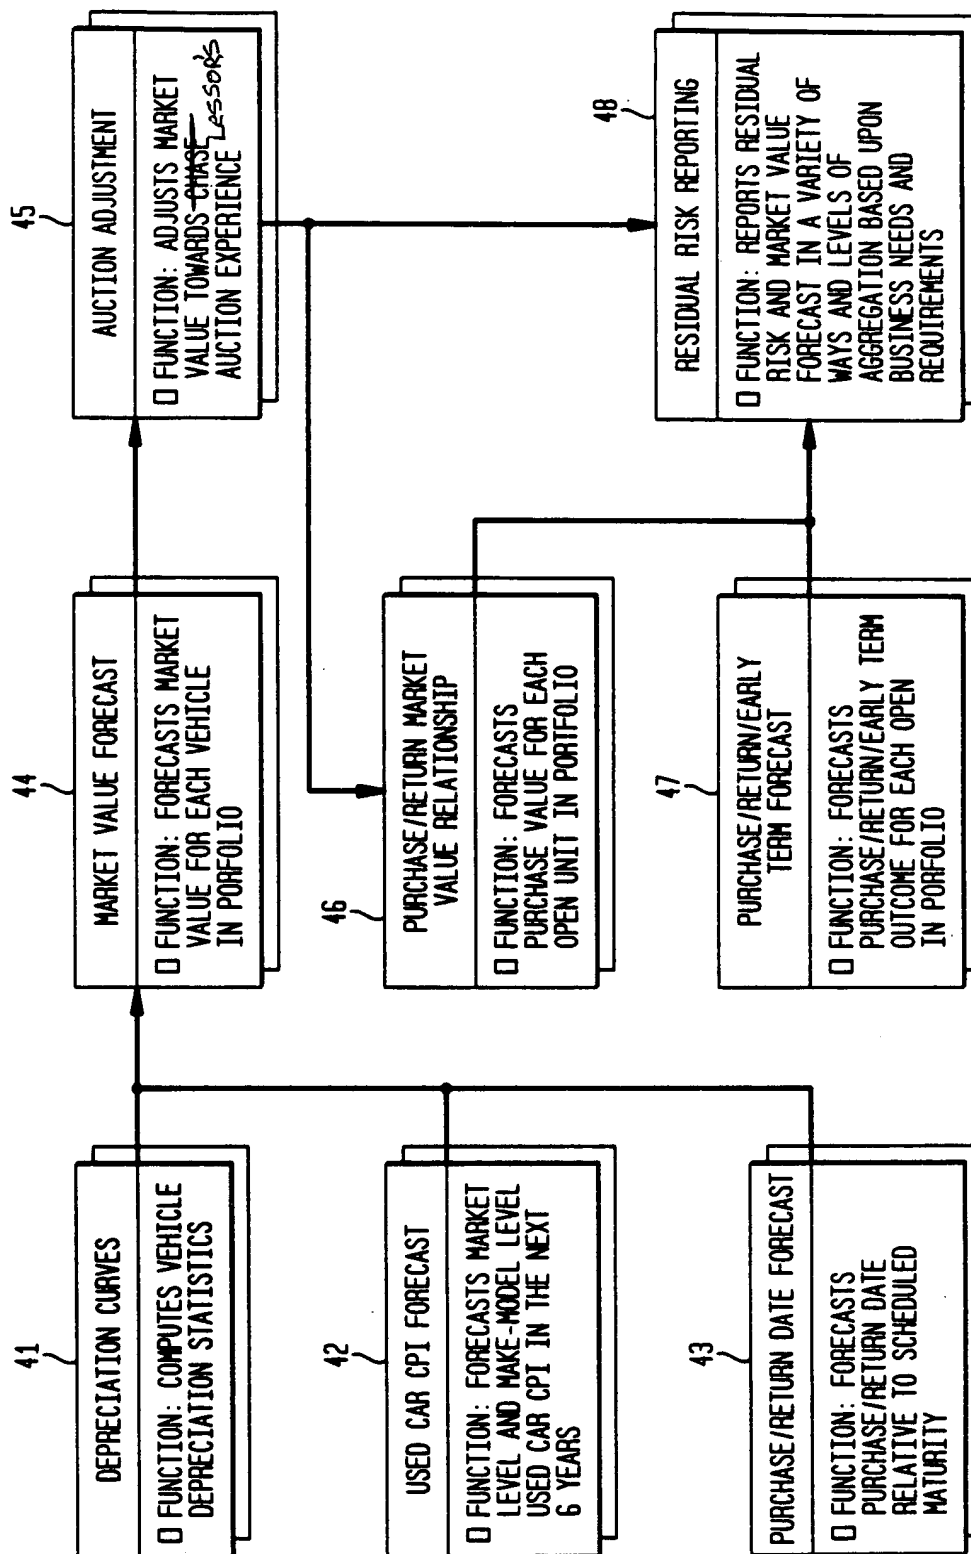 41
DEPRECIATION CURVES
▯ FUNCTION: COMPUTES VEHICLE
DEPRECIATION STATISTICS
42
USED CAR CPI FORECAST
▯ FUNCTION: FORECASTS MARKET
LEVEL AND MAKE-MODEL LEVEL
USED CAR CPI IN THE NEXT
6 YEARS
43
PURCHASE/RETURN DATE FORECAST
▯ FUNCTION: FORECASTS
PURCHASE/RETURN DATE
RELATIVE TO SCHEDULED
MATURITY
44
MARKET VALUE FORECAST
▯ FUNCTION: FORECASTS MARKET
VALUE FOR EACH VEHICLE
IN PORFOLIO
46
PURCHASE/RETURN MARKET
VALUE RELATIONSHIP
▯ FUNCTION: FORECASTS
PURCHASE VALUE FOR EACH
OPEN UNIT IN PORTFOLIO
47
PURCHASE/RETURN/EARLY
TERM FORECAST
▯ FUNCTION: FORECASTS
PURCHASE/RETURN/EARLY TERM
OUTCOME FOR EACH OPEN
IN PORFOLIO
45
AUCTION ADJUSTMENT
▯ FUNCTION: ADJUSTS MARKET
VALUE TOWARDS CHASE LESSOR'S
AUCTION EXPERIENCE
48
RESIDUAL RISK REPORTING
▯ FUNCTION: REPORTS RESIDUAL
RISK AND MARKET VALUE
FORECAST IN A VARIETY OF
WAYS AND LEVELS OF
AGGREGATION BASED UPON
BUSINESS NEEDS AND
REQUIREMENTS